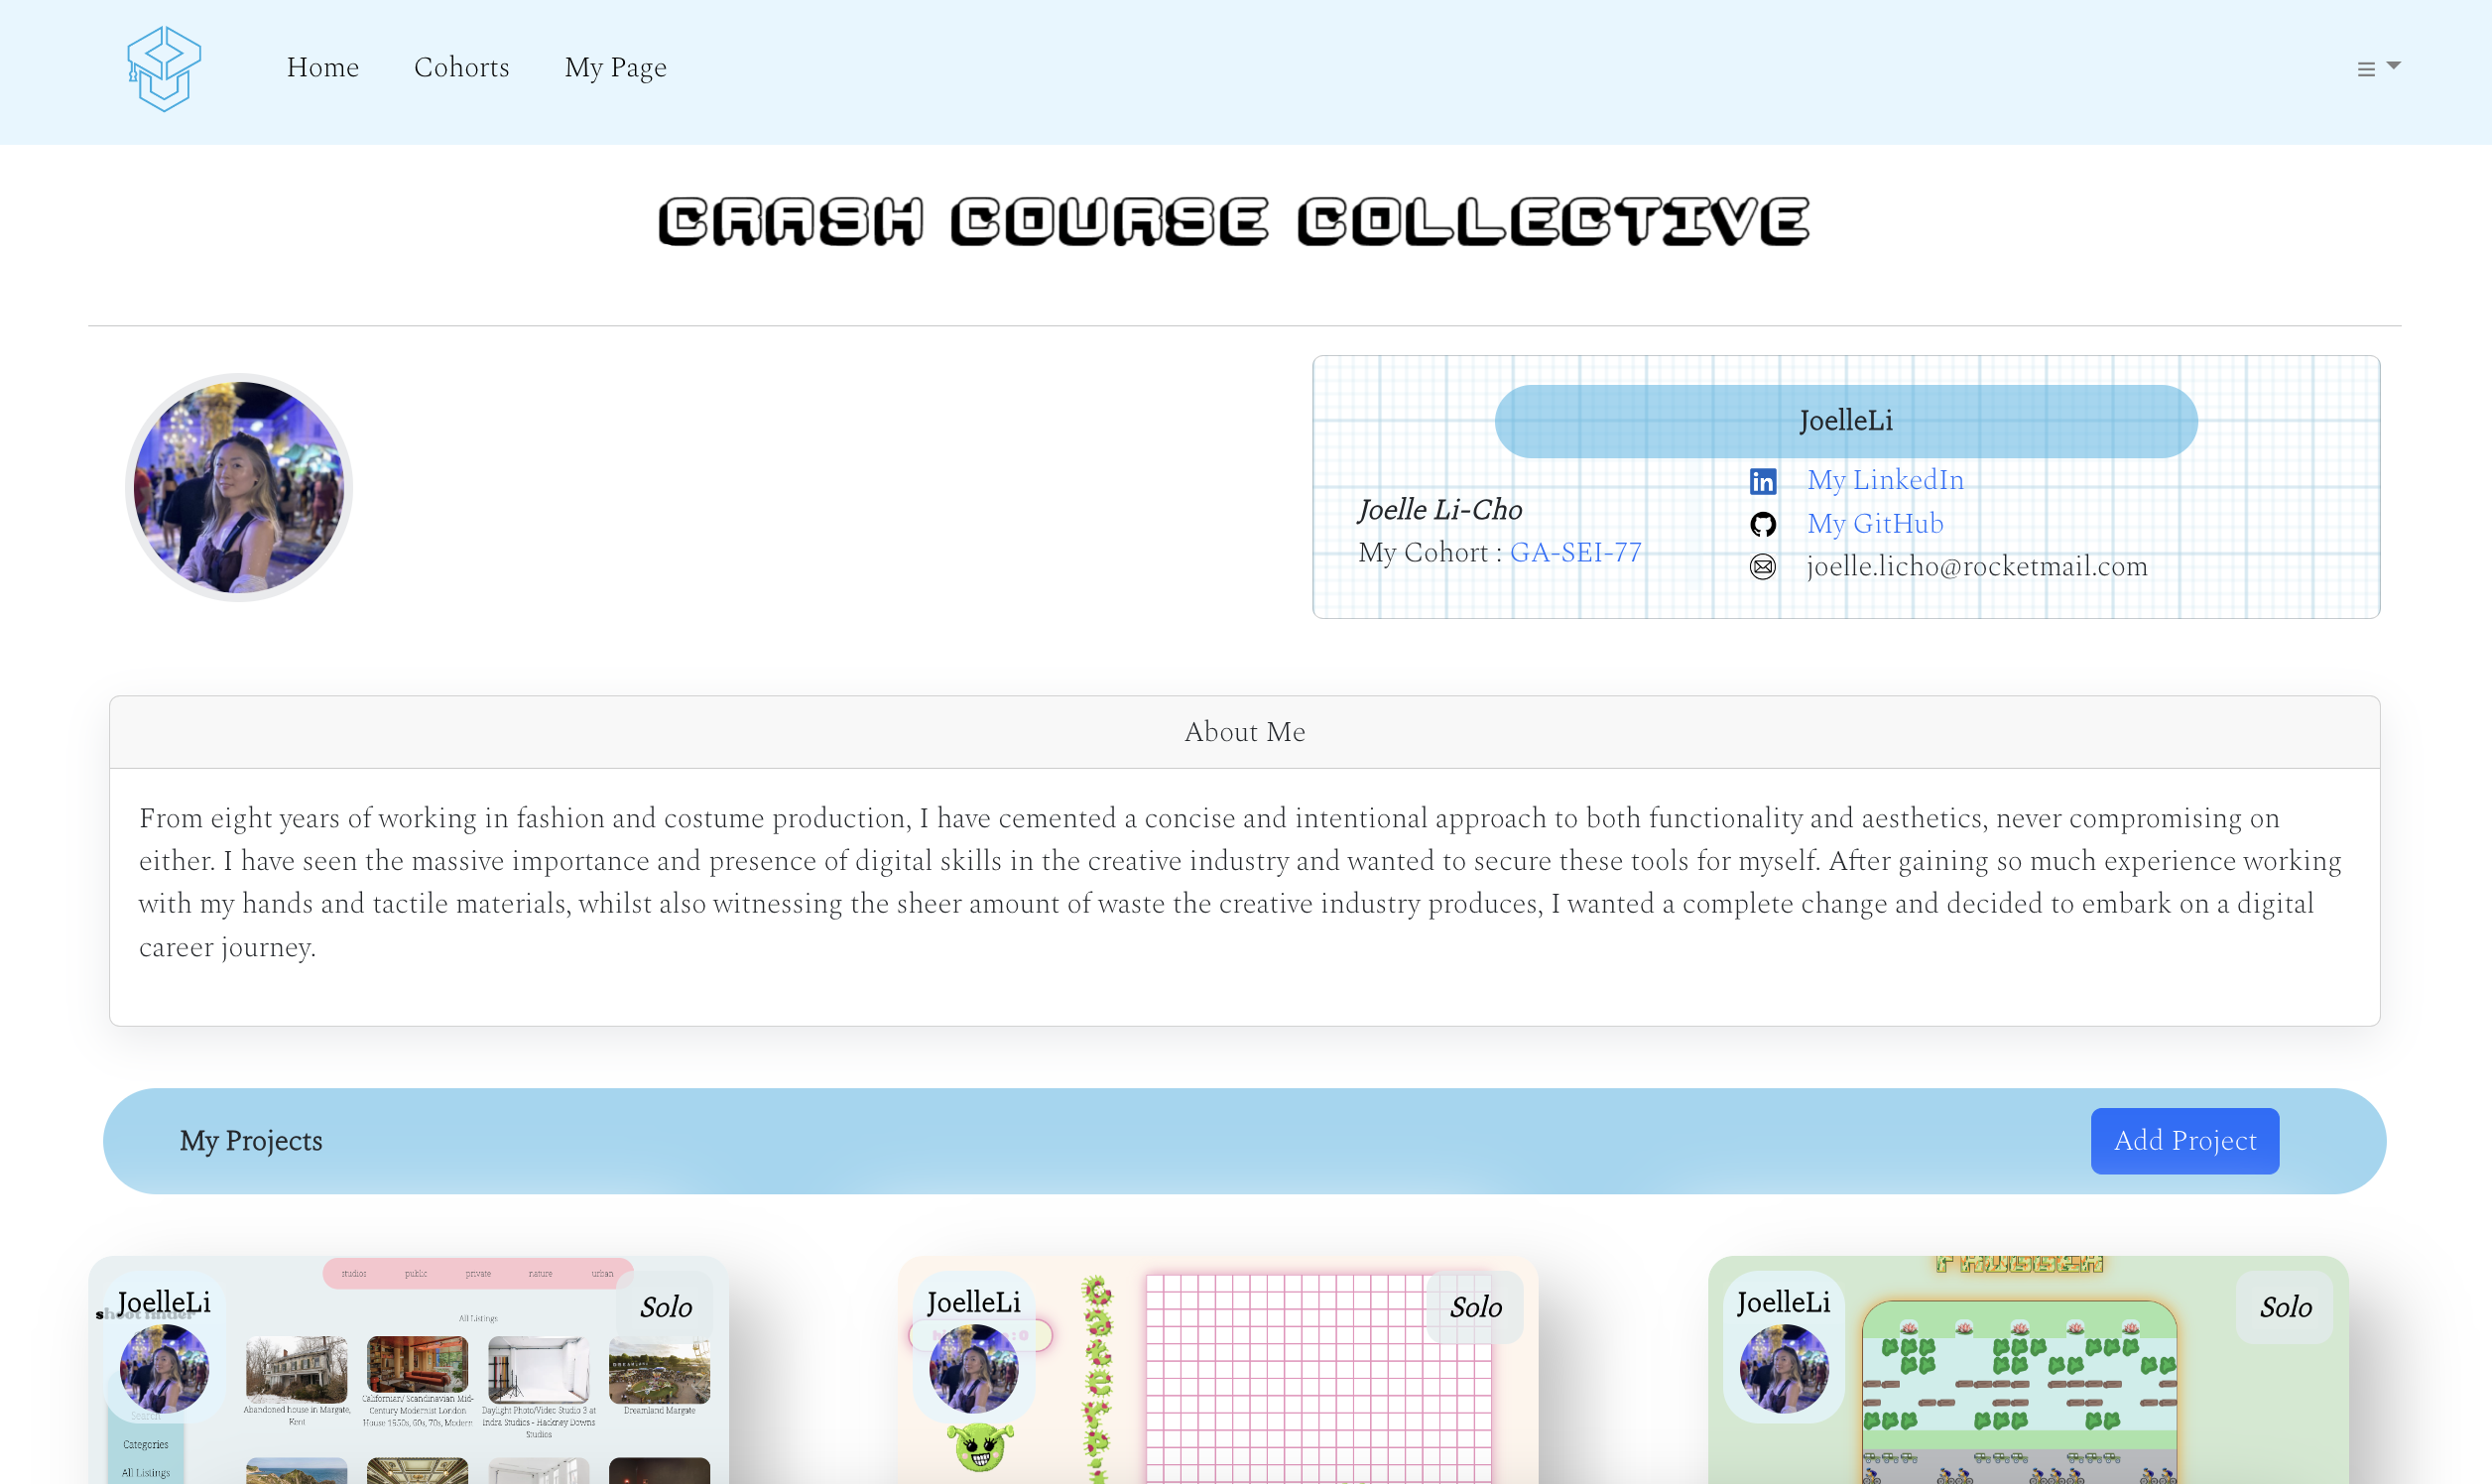 Home
Cohorts
My Page
CRASH COURSE COLLECTIVE
JoelleLi
Joelle Li-Cho
My Cohort : GA-SEI-77
My LinkedIn
My GitHub
joelle.licho@rocketmail.com
About Me
From eight years of working in fashion and costume production, I have cemented a concise and intentional approach to both functionality and aesthetics, never compromising on
either. I have seen the massive importance and presence of digital skills in the creative industry and wanted to secure these tools for myself. After gaining so much experience working
with my hands and tactile materials, whilst also witnessing the sheer amount of waste the creative industry produces, I wanted a complete change and decided to embark on a digital
career journey.
My Projects
Add Project
JoelleLi
Solo
studios
public
private
nature
urban
shoot finder
All Listings
Abandoned house in Margate,
Kent
Californian/ Scandinavian Mid-
Century Modernist London
House 1950s, 60s, 70s, Modern
Daylight Photo/Video Studio 3 at
Indra Studios - Hackney Downs
Studios
Dreamland Margate
Search
Categories
All Listings
JoelleLi
Solo
JoelleLi
Solo